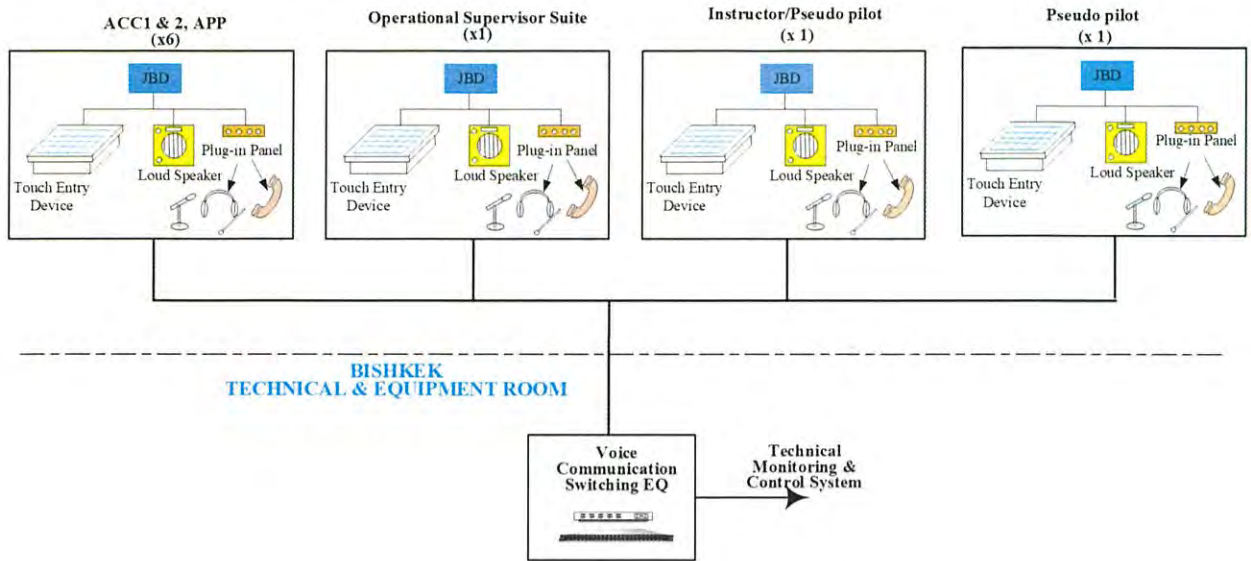 ACC1 & 2, APP
(x6)
JBD
Touch Entry
Device
Loud Speaker
Plug-in Panel
Operational Supervisor Suite
(x1)
JBD
Touch Entry
Device
Loud Speaker
Plug-in Panel
Instructor/Pseudo pilot
(x 1)
JBD
Touch Entry
Device
Loud Speaker
Plug-in Panel
Pseudo pilot
(x 1)
JBD
Touch Entry
Device
Loud Speaker
Plug-in Panel
BISHKEK
TECHNICAL & EQUIPMENT ROOM
Voice
Communication
Switching EQ
Technical
Monitoring &
Control System